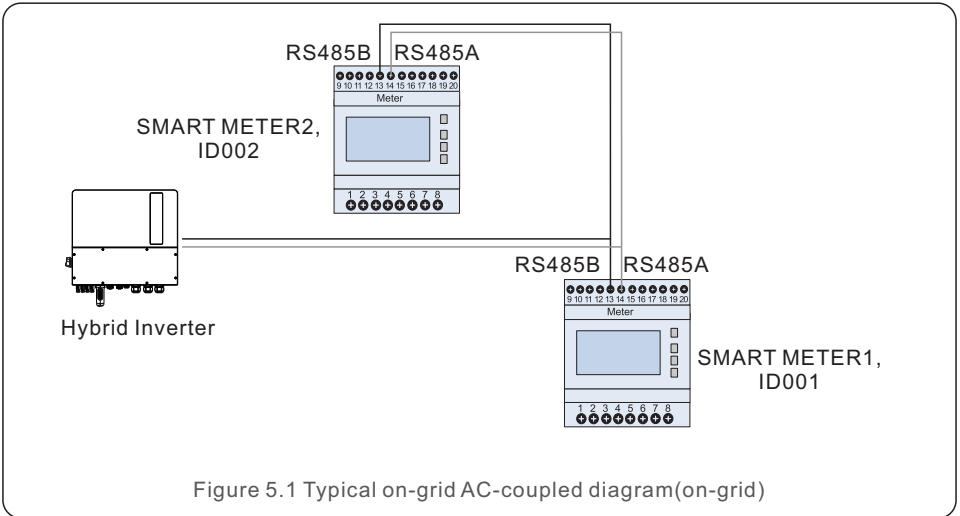 RS485B RS485A
9 10 11 12 13 14 15 16 17 18 19 20
Meter
SMART METER2,
ID002
1 2 3 4 5 6 7 8
RS485B RS485A
9 10 11 12 13 14 15 16 17 18 19 20
Meter
Hybrid Inverter
SMART METER1,
ID001
1 2 3 4 5 6 7 8
Figure 5.1 Typical on-grid AC-coupled diagram(on-grid)